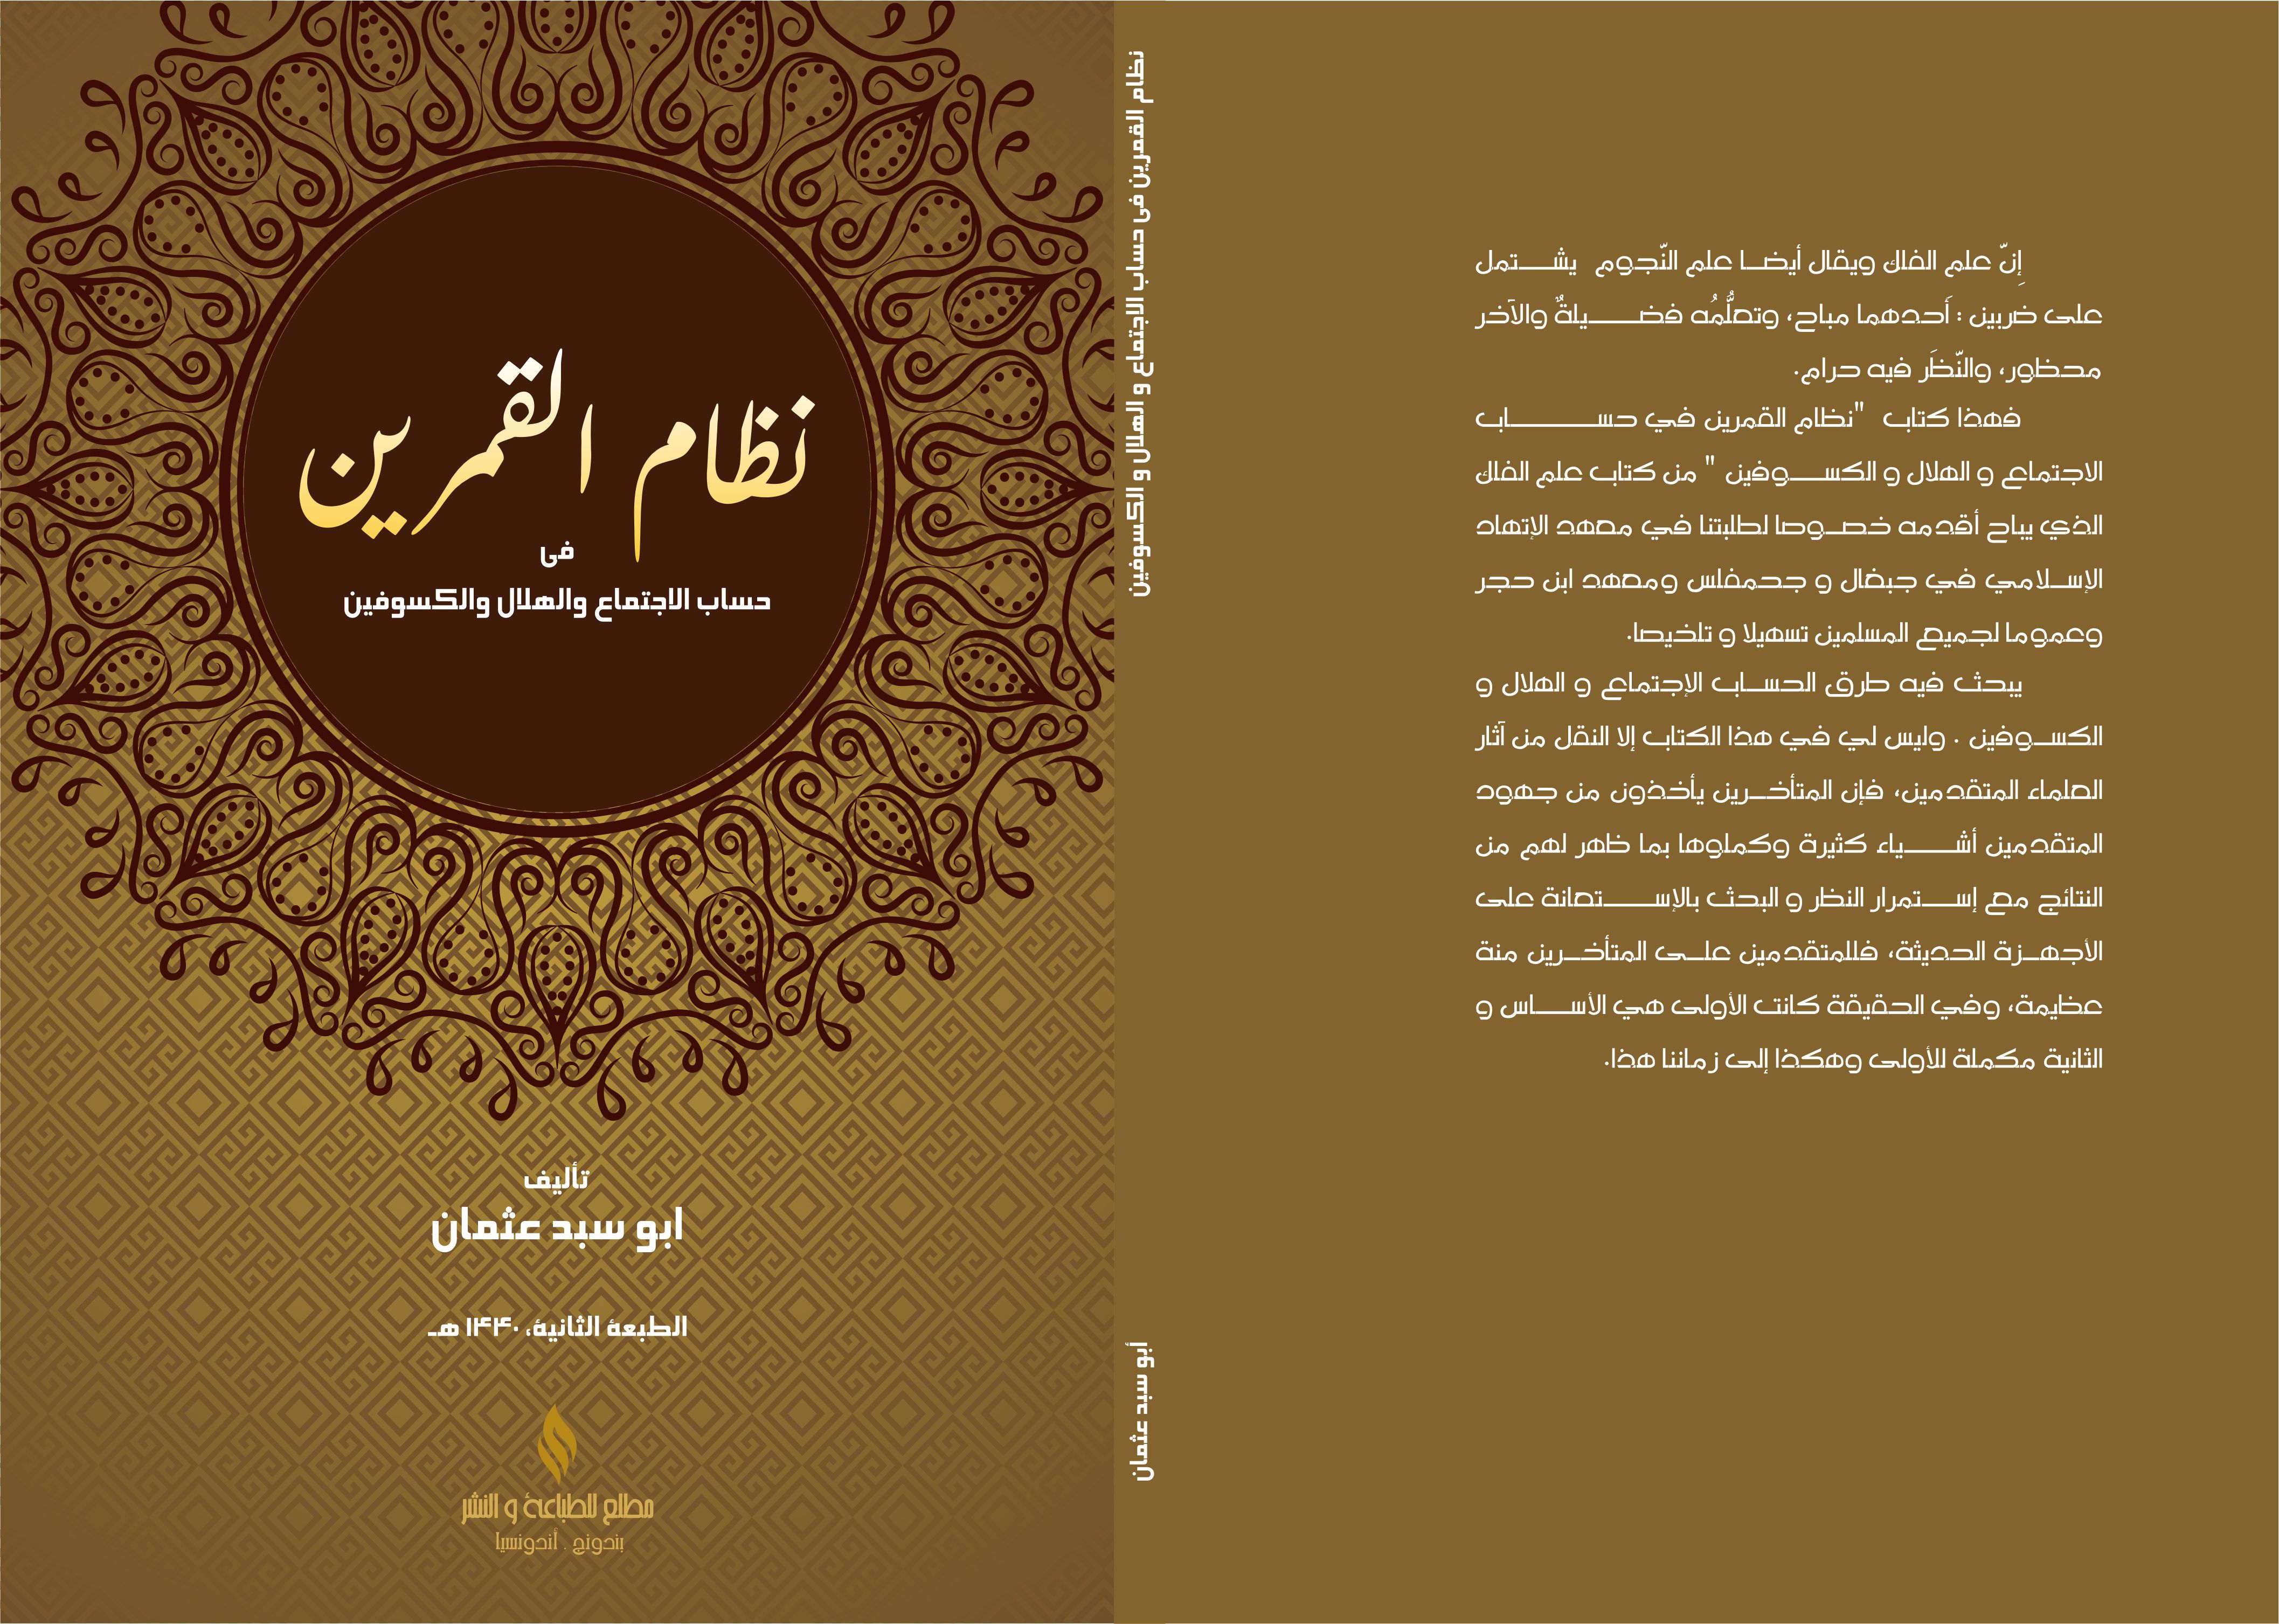 نظام القمرين
فى
حساب الاجتماع والهلال والكسوفين
تأليف
ابو سبد عثمان
الطبعة الثانية، ١٤٤٠ هـ
مطلع للطباعة و النشر
بندونج . أندونسيا
نظام القمرين فى حساب الاجتماع و الهلال و الكسوفين
أبو سبد عثمان
إِنّ علم الفلك ويقال أيضا علم النّجوم يشتمل
على ضربين : أَحدهما مباح، وتعلُّمُه فضيلةٌ والآخر
محظور، والنّظَر فيه حرام.
فهذا كتاب "نظام القمرين في حساب
الاجتماع و الهلال و الكسوفين " من كتاب علم الفلك
الذي يباح أقدمه خصوصا لطلبتنا في معهد الإتهاد
الإسلامي في جبغال و جحمفلس ومعهد ابن حجر
وعموما لجميع المسلمين تسهيلا و تلخيصا.
يبحث فيه طرق الحساب الإجتماع و الهلال و
الكسوفين . وليس لي في هذا الكتاب إلا النقل من آثار
العلماء المتقدمين، فإن المتأخرين يأخذون من جهود
المتقدمين أشياء كثيرة وكملوها بما ظهر لهم من
النتائج مع إستمرار النظر و البحث بالإستعانة على
الأجهزة الحديثة، فللمتقدمين على المتأخرين منة
عظيمة، وفي الحقيقة كانت الأولى هي الأساس و
الثانية مكملة للأولى وهكذا إلى زماننا هذا.